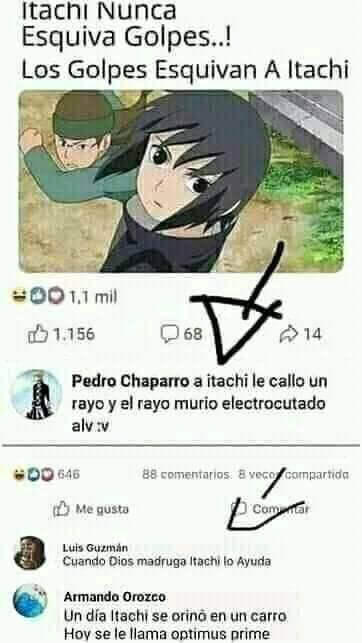 Itachi Nunca
Esquiva Golpes..!
Los Golpes Esquivan A Itachi
1,1 mil
1.156
68
14
Pedro Chaparro a itachi le callo un
rayo y el rayo murio electrocutado
alv :v
646
88 comentarios 8 veces compartido
Me gusta
Comentar
Luis Guzmán
Cuando Dios madruga Itachi lo Ayuda
Armando Orozco
Un día Itachi se orinó en un carro
Hoy se le llama optimus prime